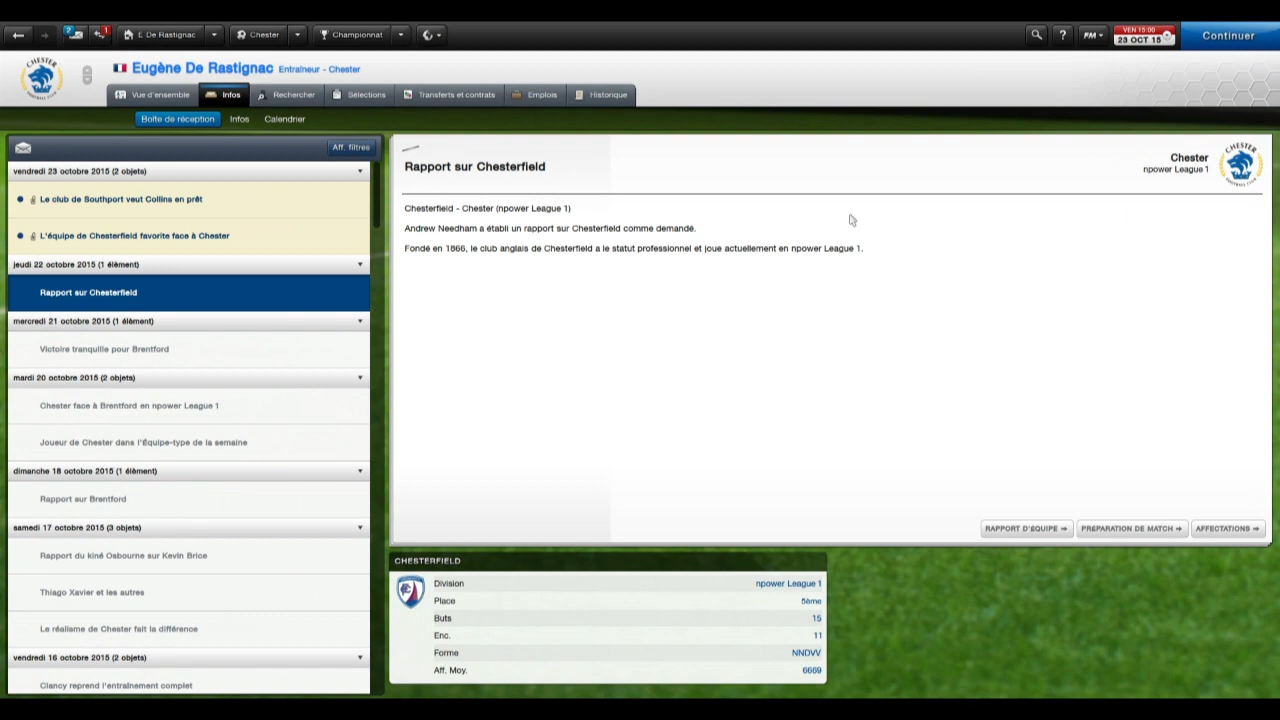 2
1
E. De Rastignac
Chester
Championnat
?
FM
VEN 15:00
23 OCT 15
Continuer
CHESTER
Eugène De Rastignac
Entraîneur - Chester
Vue d'ensemble
Infos
Rechercher
Sélections
Transferts et contrats
Emplois
Historique
Boîte de réception
Infos
Calendrier
Aff. filtres
vendredi 23 octobre 2015 (2 objets)
Le club de Southport veut Collins en prêt
L'équipe de Chesterfield favorite face à Chester
jeudi 22 octobre 2015 (1 élément)
Rapport sur Chesterfield
mercredi 21 octobre 2015 (1 élément)
Victoire tranquille pour Brentford
mardi 20 octobre 2015 (2 objets)
Chester face à Brentford en npower League 1
Joueur de Chester dans l'Équipe-type de la semaine
dimanche 18 octobre 2015 (1 élément)
Rapport sur Brentford
samedi 17 octobre 2015 (3 objets)
Rapport du kiné Osbourne sur Kevin Brice
Thiago Xavier et les autres
Le réalisme de Chester fait la différence
vendredi 16 octobre 2015 (2 objets)
Clancy reprend l'entraînement complet
Rapport sur Chesterfield
Chester
npower League 1
CHESTER
Chesterfield - Chester (npower League 1)
Andrew Needham a établi un rapport sur Chesterfield comme demandé.
Fondé en 1866, le club anglais de Chesterfield a le statut professionnel et joue actuellement en npower League 1.
RAPPORT D'ÉQUIPE
PRÉPARATION DE MATCH
AFFECTATIONS
CHESTERFIELD
Division npower League 1
Place 5ème
Buts 15
Enc. 11
Forme NNDVV
Aff. Moy. 6669